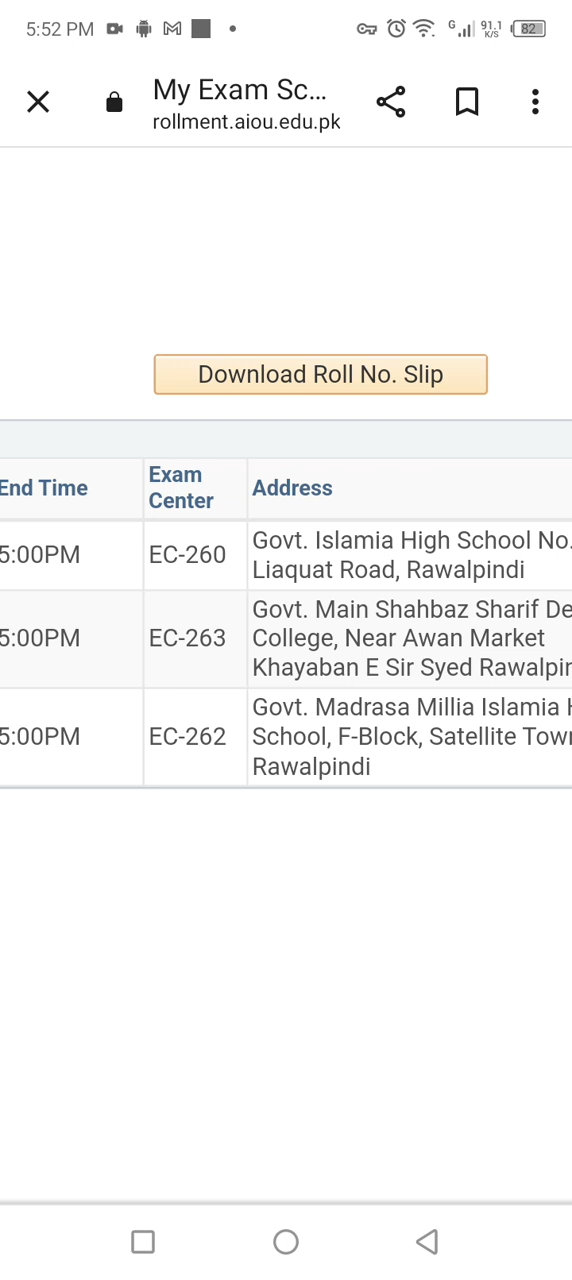 5:52 PM
G
91.1
K/S
82
My Exam Sc...
rollment.aiou.edu.pk
Download Roll No. Slip
End Time
Exam
Center
Address
5:00PM
EC-260
Govt. Islamia High School No.
Liaquat Road, Rawalpindi
5:00PM
EC-263
Govt. Main Shahbaz Sharif De
College, Near Awan Market
Khayaban E Sir Syed Rawalpin
5:00PM
EC-262
Govt. Madrasa Millia Islamia H
School, F-Block, Satellite Town
Rawalpindi